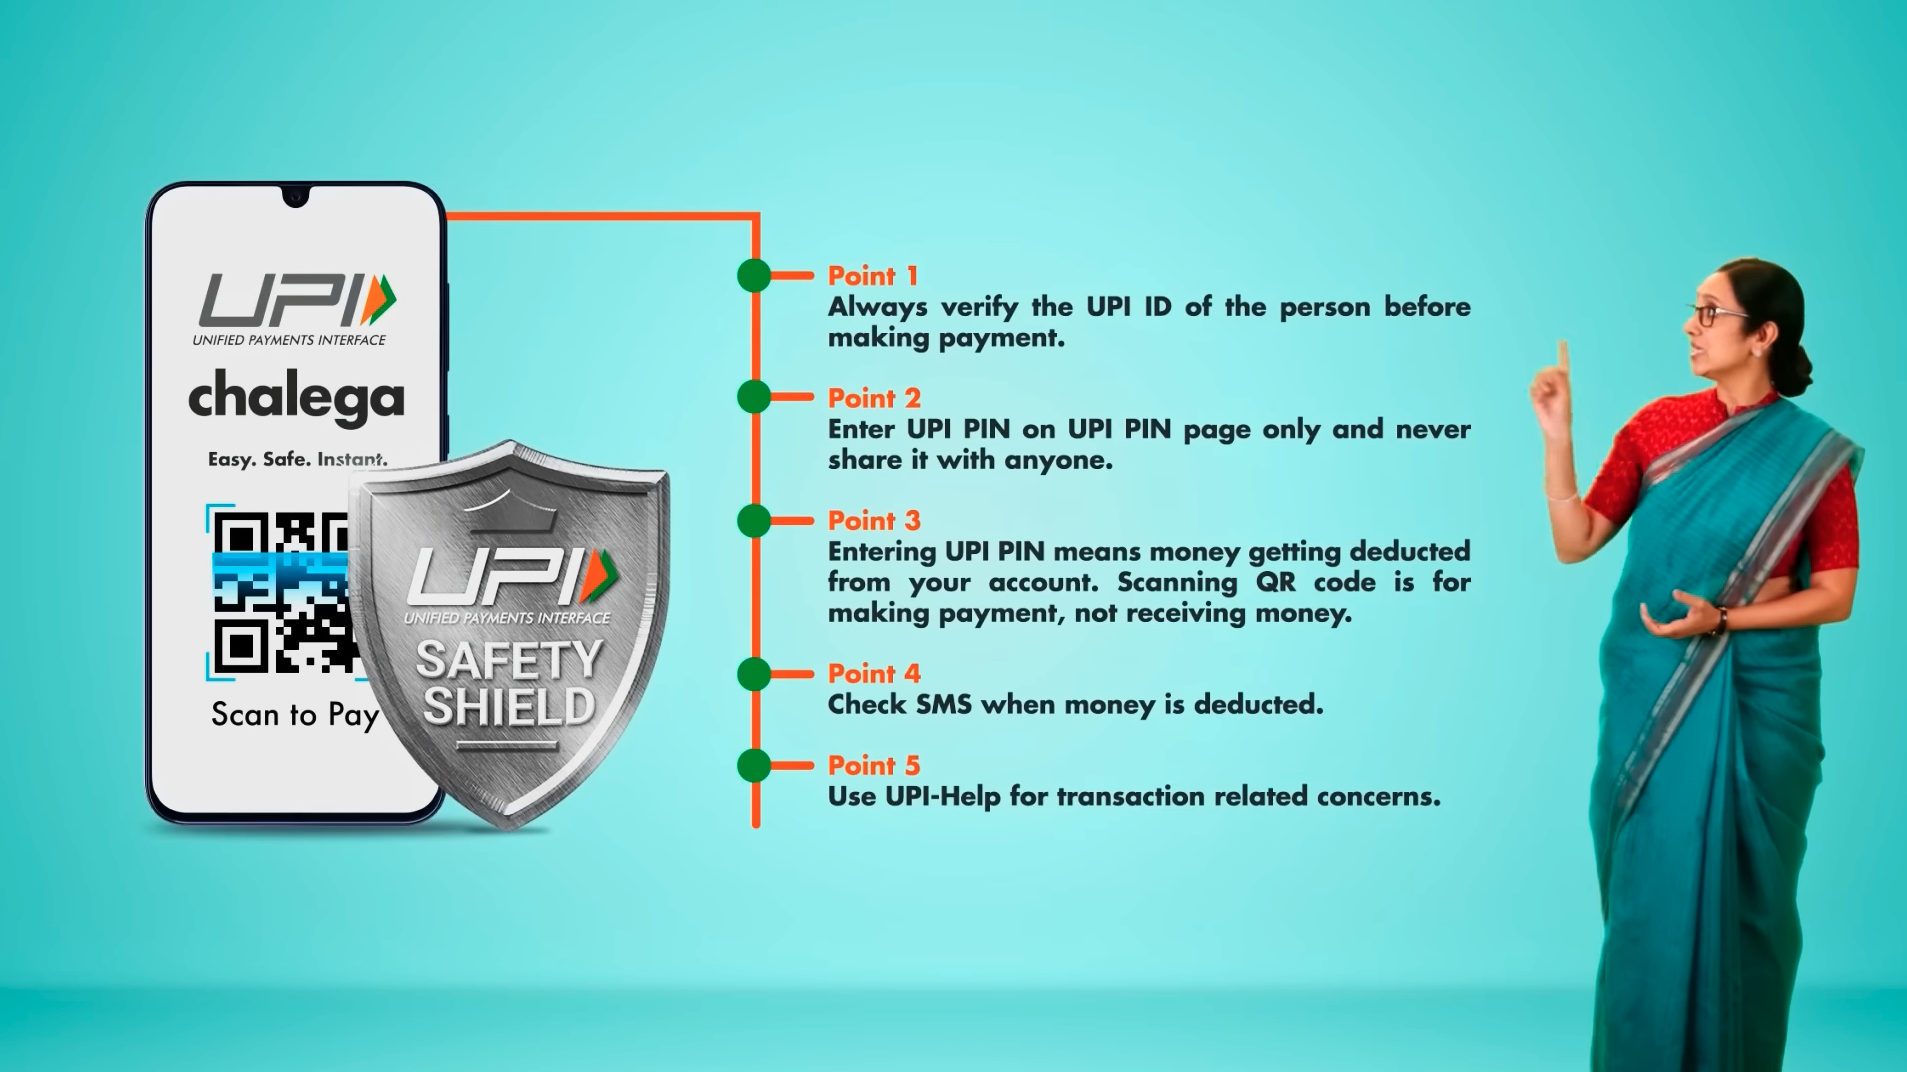 UPI
UNIFIED PAYMENTS INTERFACE
chalega
Easy. Safe. Instant.
Scan to Pay
UPI
UNIFIED PAYMENTS INTERFACE
SAFETY
SHIELD
Point 1
Always verify the UPI ID of the person before
making payment.
Point 2
Enter UPI PIN on UPI PIN page only and never
share it with anyone.
Point 3
Entering UPI PIN means money getting deducted
from your account. Scanning QR code is for
making payment, not receiving money.
Point 4
Check SMS when money is deducted.
Point 5
Use UPI-Help for transaction related concerns.